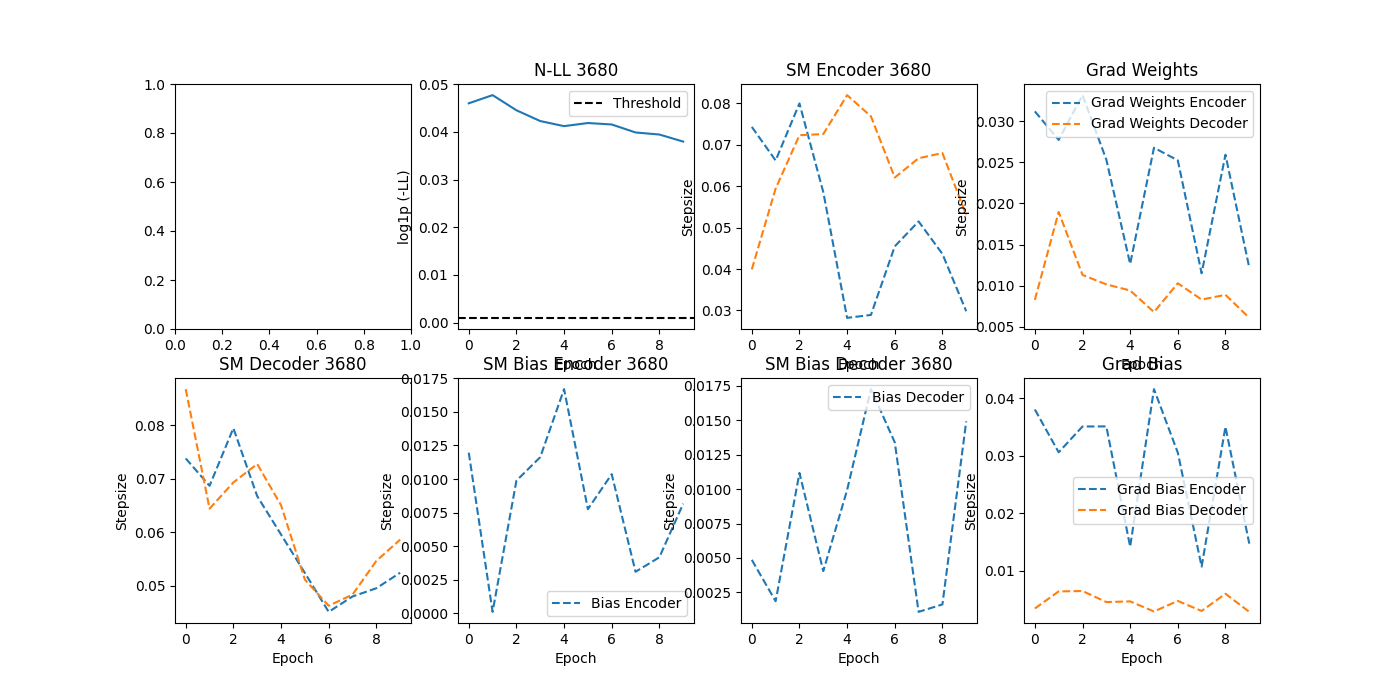 N-LL 3680
SM Encoder 3680
Grad Weights
1.0
0.8
0.6
0.4
0.2
0.0
0.0 0.2 0.4 0.6 0.8 1.0
log1p (-LL)
0.05
0.04
0.03
0.02
0.01
0.00
Threshold
0 2 4 6 8
Epoch
Stepsize
0.08
0.07
0.06
0.05
0.04
0.03
0 2 4 6 8
Epoch
Stepsize
0.030
0.025
0.020
0.015
0.010
0.005
Grad Weights Encoder
Grad Weights Decoder
0 2 4 6 8
Epoch
SM Decoder 3680
SM Bias Encoder 3680
SM Bias Decoder 3680
Grad Bias
Stepsize
0.08
0.07
0.06
0.05
0 2 4 6 8
Epoch
Stepsize
0.0175
0.0150
0.0125
0.0100
0.0075
0.0050
0.0025
0.0000
Bias Encoder
0 2 4 6 8
Epoch
Stepsize
0.0175
0.0150
0.0125
0.0100
0.0075
0.0050
0.0025
Bias Decoder
0 2 4 6 8
Epoch
Stepsize
0.04
0.03
0.02
0.01
Grad Bias Encoder
Grad Bias Decoder
0 2 4 6 8
Epoch